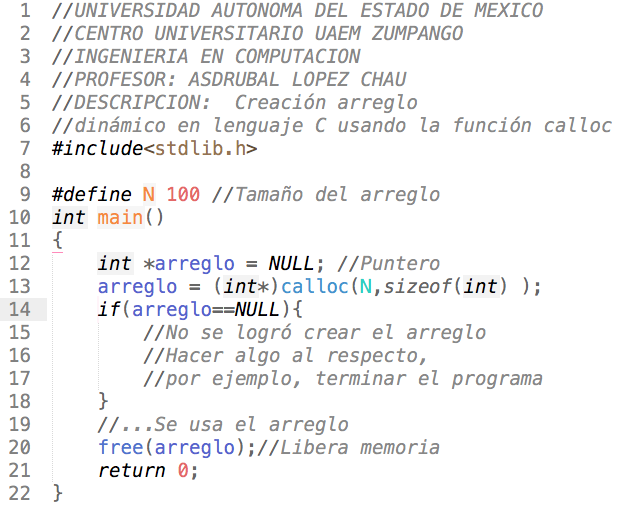 1 //UNIVERSIDAD AUTONOMA DEL ESTADO DE MEXICO
2 //CENTRO UNIVERSITARIO UAEM ZUMPANGO
3 //INGENIERIA EN COMPUTACION
4 //PROFESOR: ASDRUBAL LOPEZ CHAU
5 //DESCRIPCION:  Creación arreglo
6 //dinámico en lenguaje C usando la función calloc
7 #include<stdlib.h>
8
9 #define N 100 //Tamaño del arreglo
10 int main()
11 {
12     int *arreglo = NULL; //Puntero
13     arreglo = (int*)calloc(N,sizeof(int) );
14     if(arreglo==NULL){
15         //No se logró crear el arreglo
16         //Hacer algo al respecto,
17         //por ejemplo, terminar el programa
18     }
19     //...Se usa el arreglo
20     free(arreglo);//Libera memoria
21     return 0;
22 }